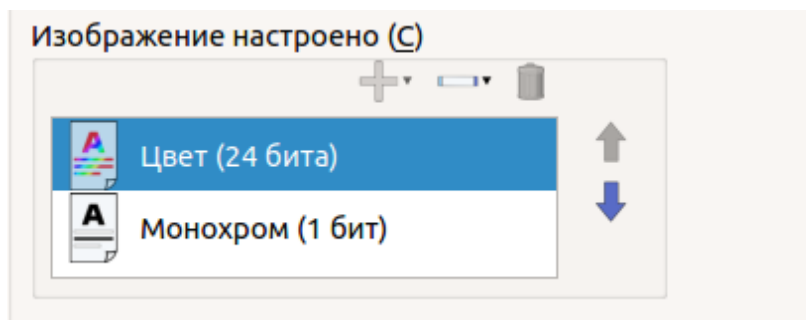 Изображение настроено (C)
Цвет (24 бита)
Монохром (1 бит)